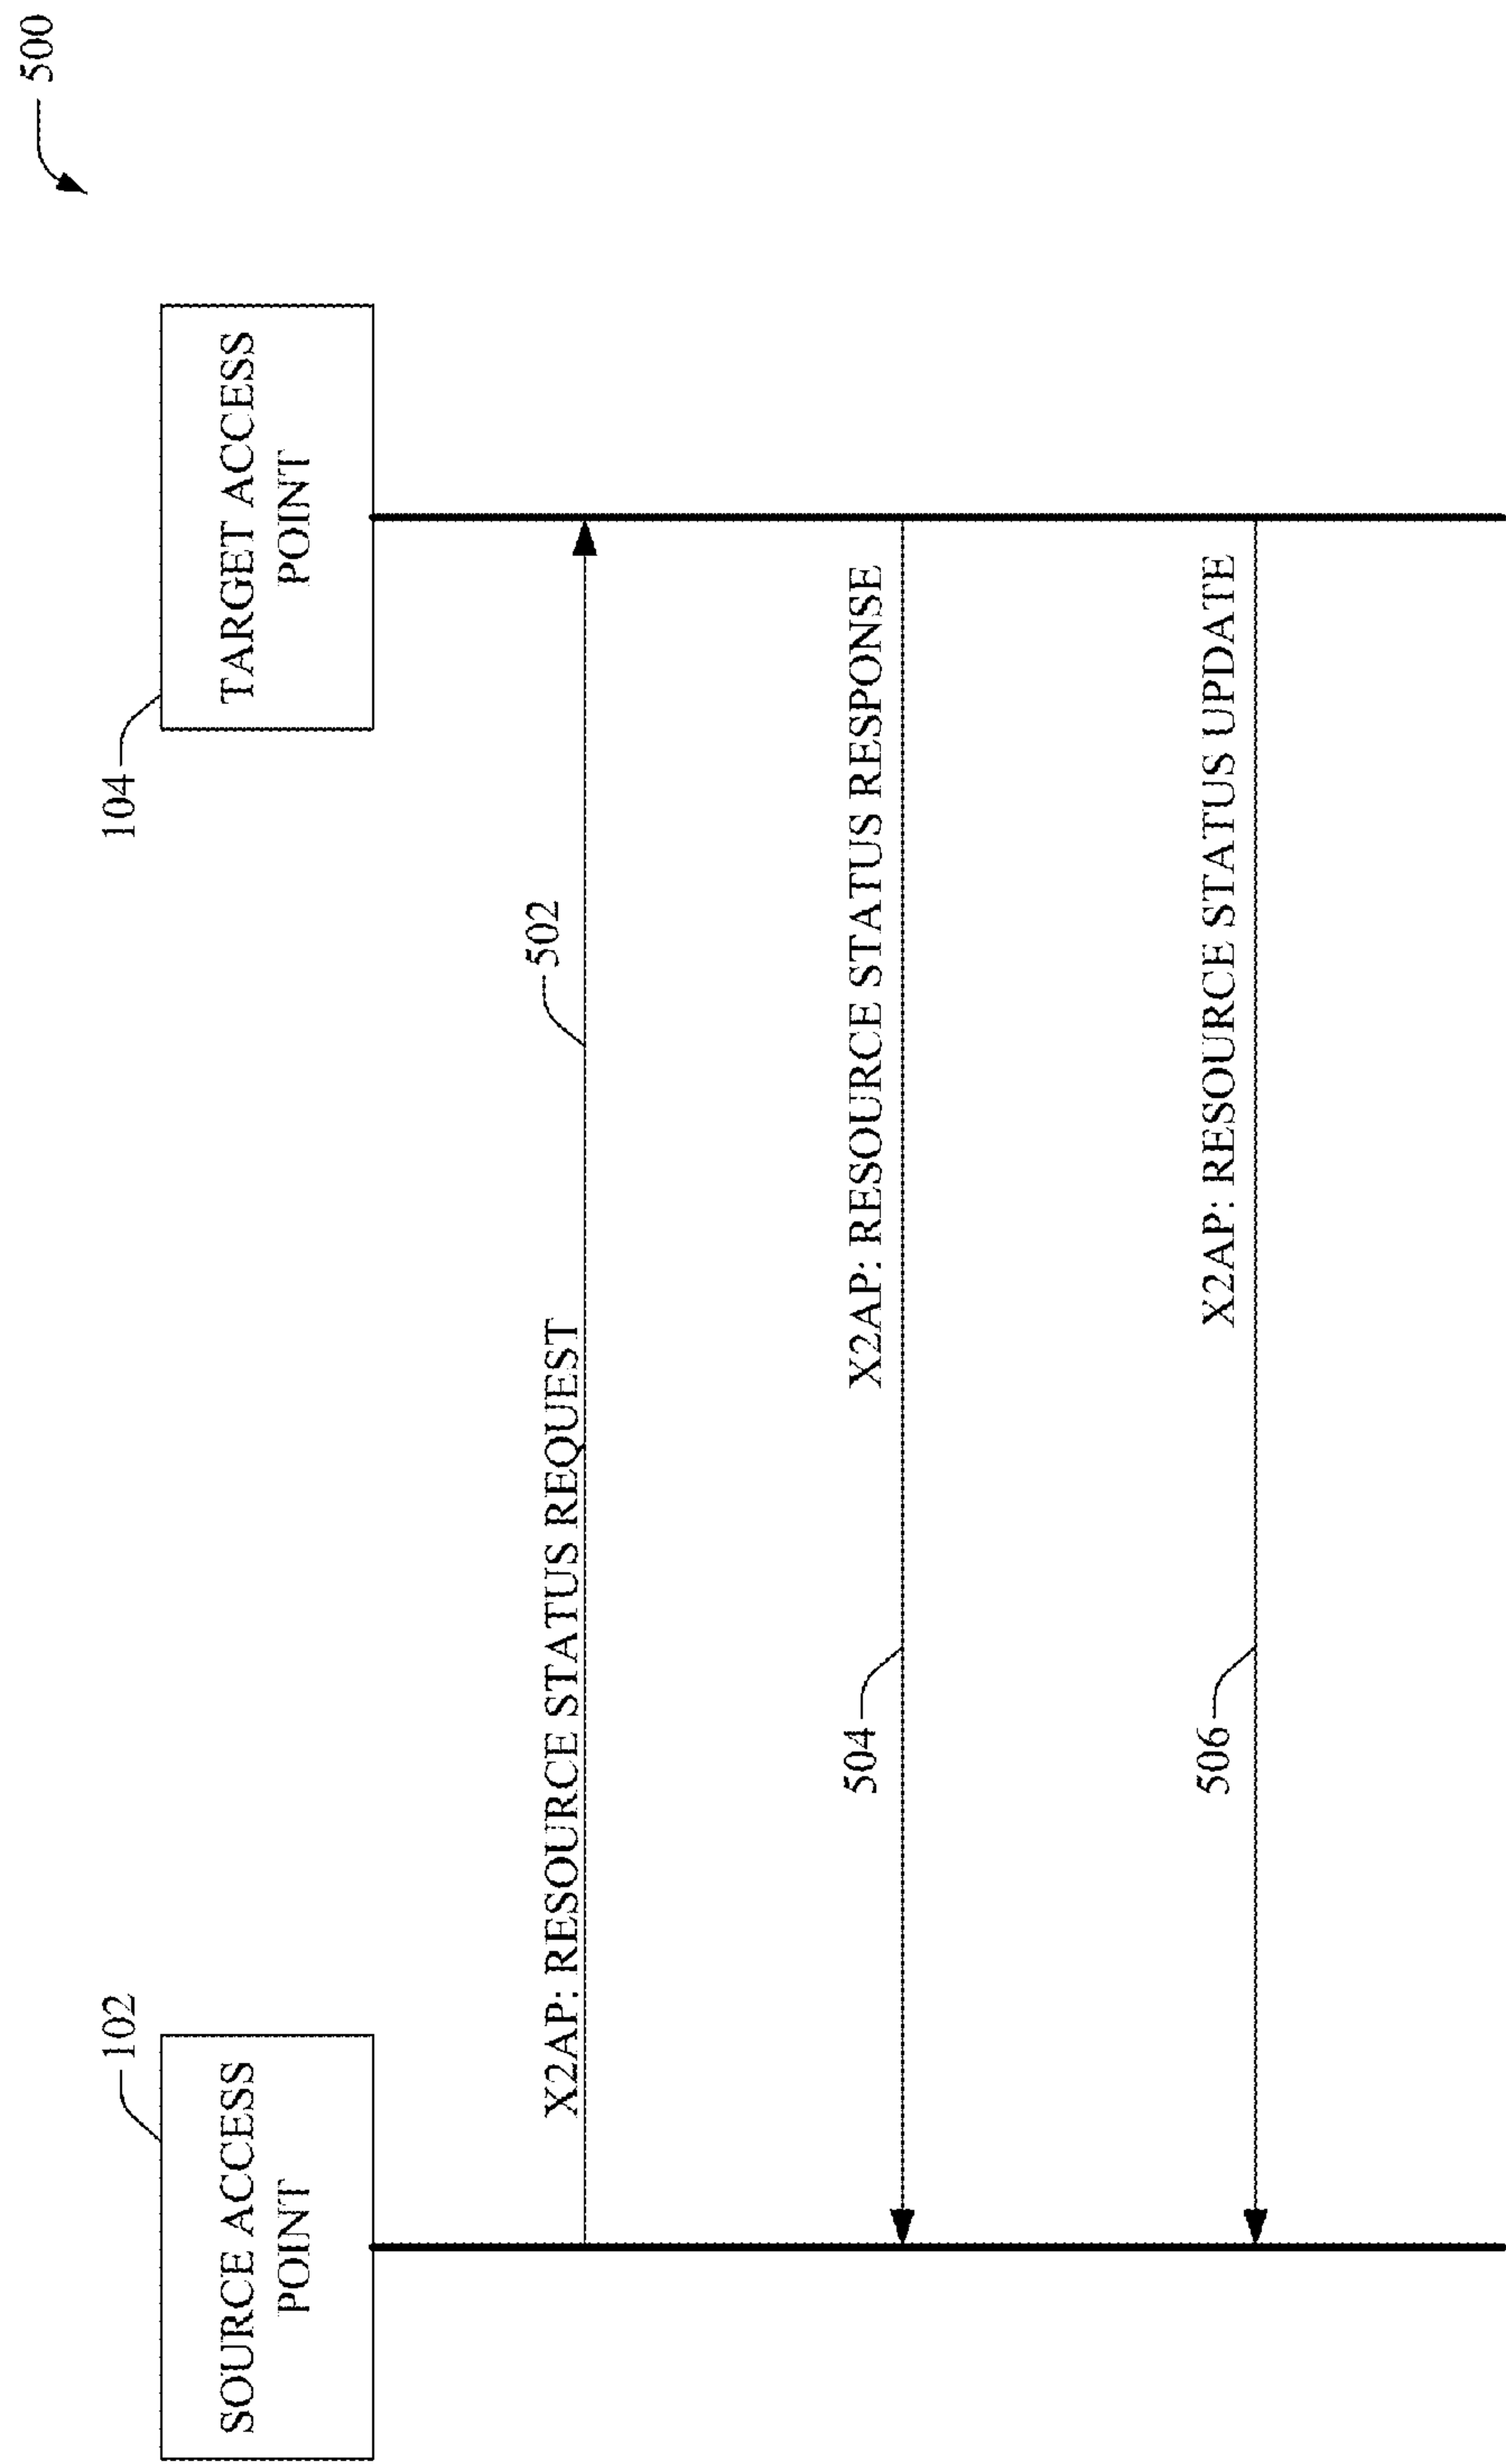 500
102
104
SOURCE ACCESS
POINT
TARGET ACCESS
POINT
X2AP: RESOURCE STATUS REQUEST
502
504
X2AP: RESOURCE STATUS RESPONSE
506
X2AP: RESOURCE STATUS UPDATE